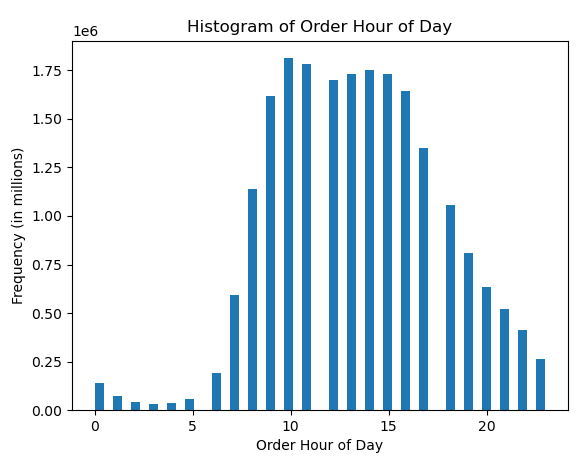 Histogram of Order Hour of Day
1e6
1.75
1.50
1.25
1.00
0.75
0.50
0.25
0.00
Frequency (in millions)
0 5 10 15 20
Order Hour of Day